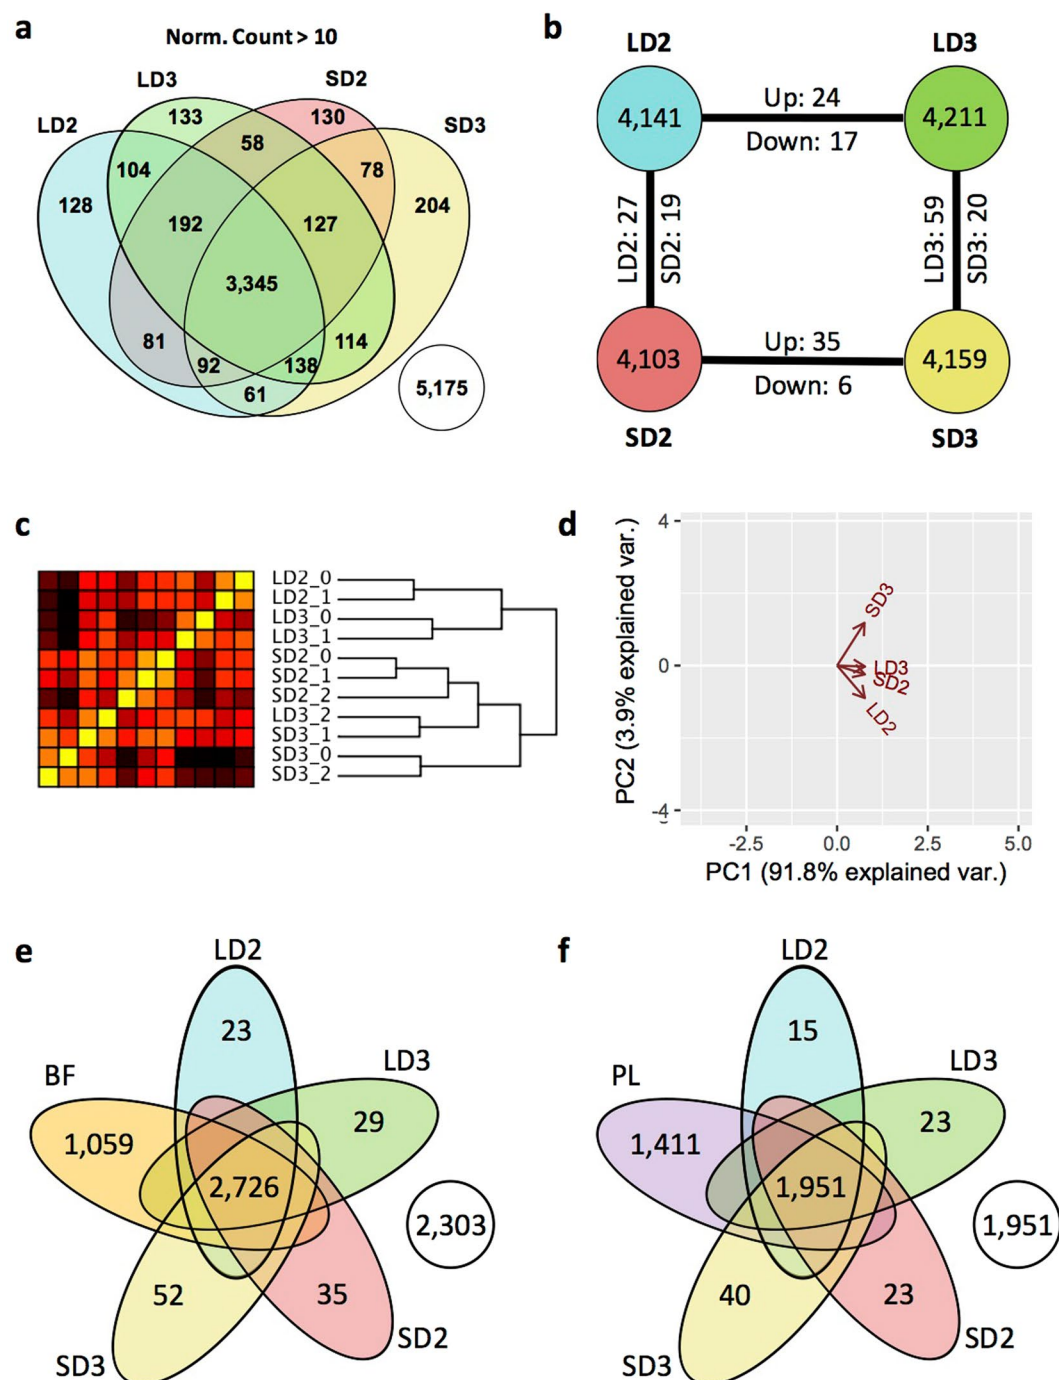 a
Norm. Count > 10
LD2
LD3
SD2
SD3
133
130
58
104
78
128
192
127
204
3,345
81
92
138
114
61
5,175
b
LD2
LD3
4,141
Up: 24
Down: 17
4,211
LD2: 27
SD2: 19
LD3: 59
SD3: 20
4,103
Up: 35
Down: 6
4,159
SD2
SD3
c
LD2_0
LD2_1
LD3_0
LD3_1
SD2_0
SD2_1
SD2_2
LD3_2
SD3_1
SD3_0
SD3_2
d
PC2 (3.9% explained var.)
4
0
-4
SD3
LD3
SD2
LD2
-2.5
0.0
2.5
5.0
PC1 (91.8% explained var.)
e
LD2
23
BF
LD3
1,059
29
2,726
2,303
52
35
SD2
SD3
f
LD2
15
PL
LD3
1,411
23
1,951
1,951
40
23
SD2
SD3